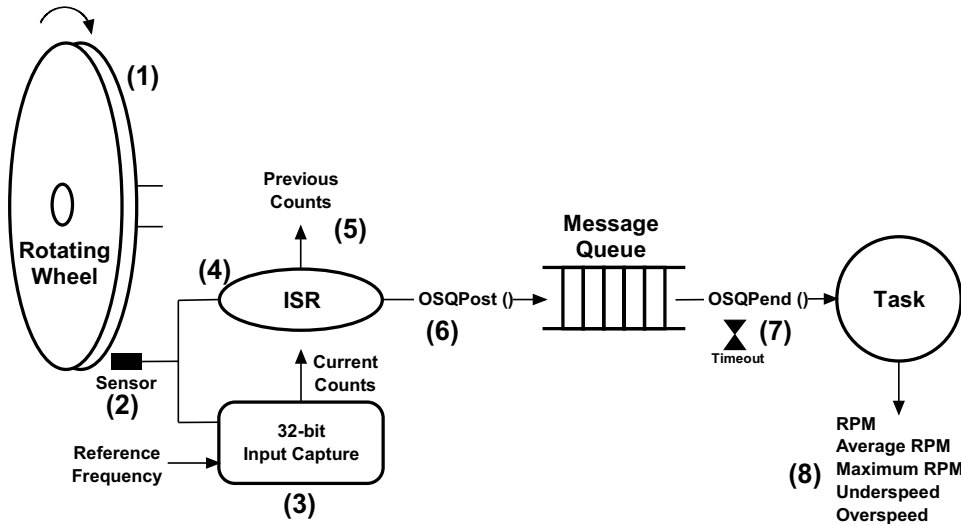 (1)
Rotating
Wheel
Sensor
(2)
Previous
Counts
(5)
(4)
ISR
Current
Counts
32-bit
Input Capture
Reference
Frequency
(3)
OSQPost ()
(6)
Message
Queue
OSQPend ()
(7)
Timeout
Task
(8)
RPM
Average RPM
Maximum RPM
Underspeed
Overspeed